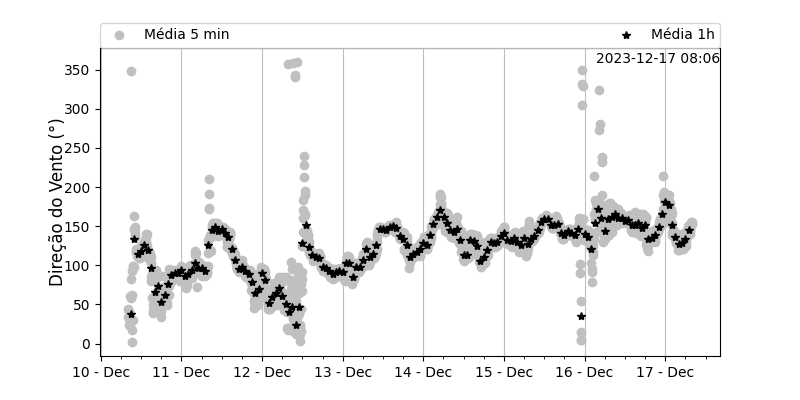 Média 5 min
Média 1h
2023-12-17 08:06
Direção do Vento (°)
350
300
250
200
150
100
50
0
10 - Dec
11 - Dec
12 - Dec
13 - Dec
14 - Dec
15 - Dec
16 - Dec
17 - Dec